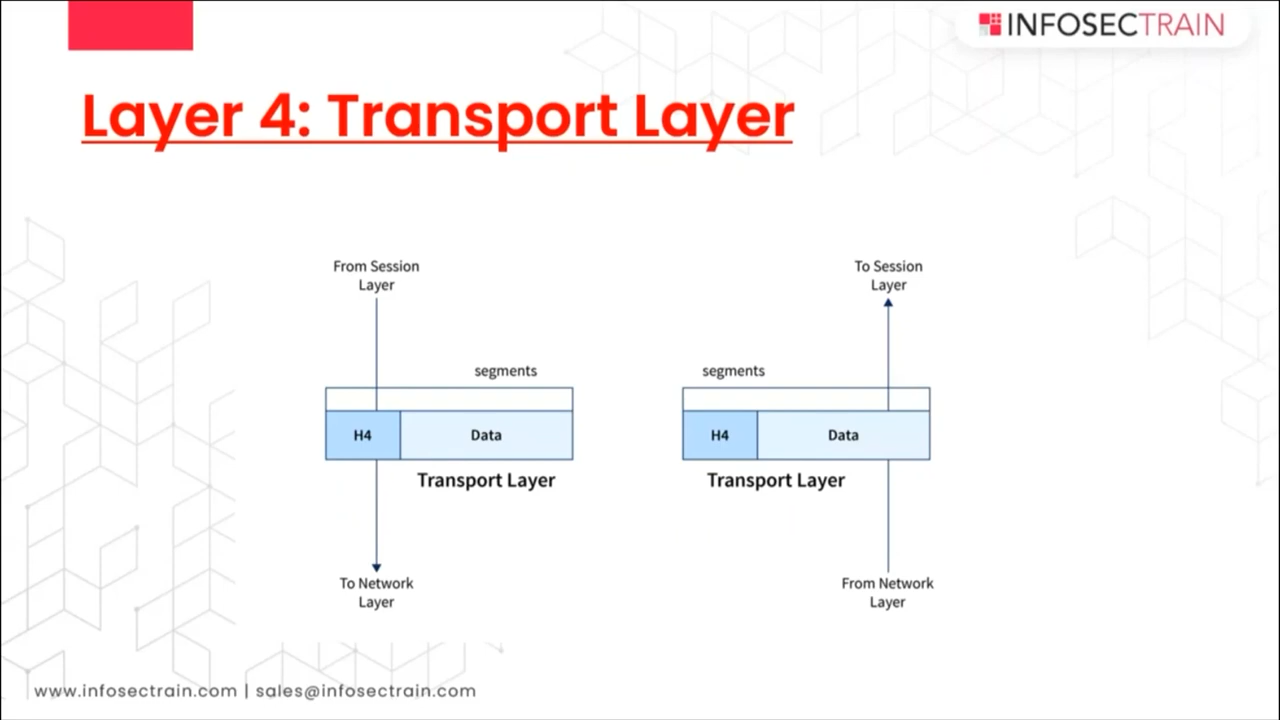 INFOSECTRAIN
Layer 4: Transport Layer
From Session
Layer
segments
H4
Data
Transport Layer
To Network
Layer
To Session
Layer
segments
H4
Data
Transport Layer
From Network
Layer
www.infosectrain.com | sales@infosectrain.com